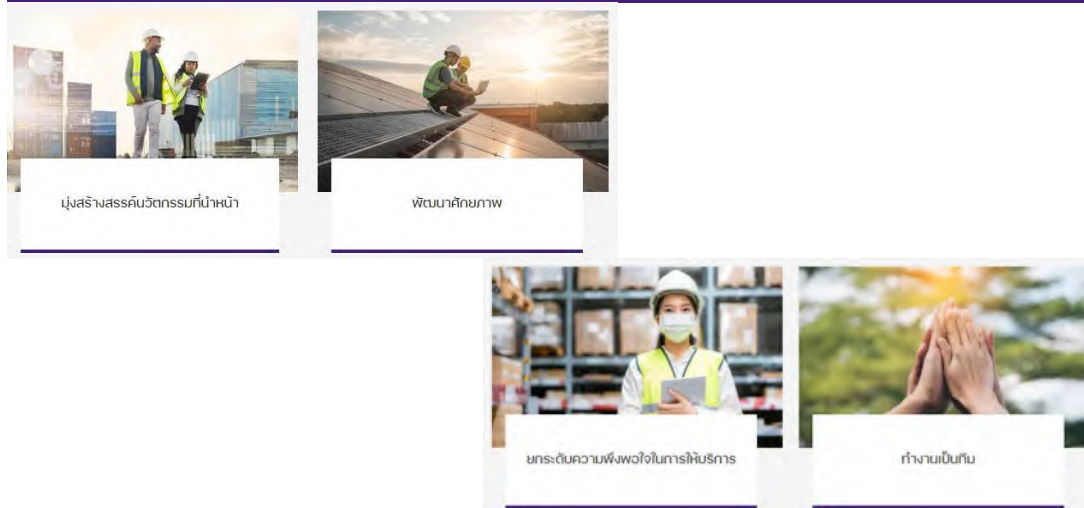 มุ่งสร้างสรรค์นวัตกรรมที่นำหน้า
พัฒนาศักยภาพ
ยกระดับความพึงพอใจในการให้บริการ
ทำงานเป็นทีม